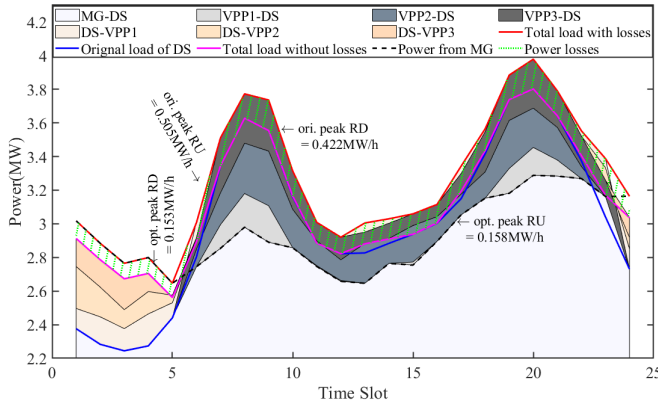 MG-DS VPP1-DS VPP2-DS VPP3-DS
DS-VPP1 DS-VPP2 DS-VPP3 Total load with losses
Orignal load of DS Total load without losses Power from MG Power losses
4.2
4
3.8
3.6
3.4
3.2
3
2.8
2.6
2.4
2.2
Power(MW)
ori. peak RU
= 0.505MW/h
ori. peak RD
= 0.422MW/h
opt. peak RD
= 0.153MW/h
opt. peak RU
= 0.158MW/h
0 5 10 15 20 25
Time Slot